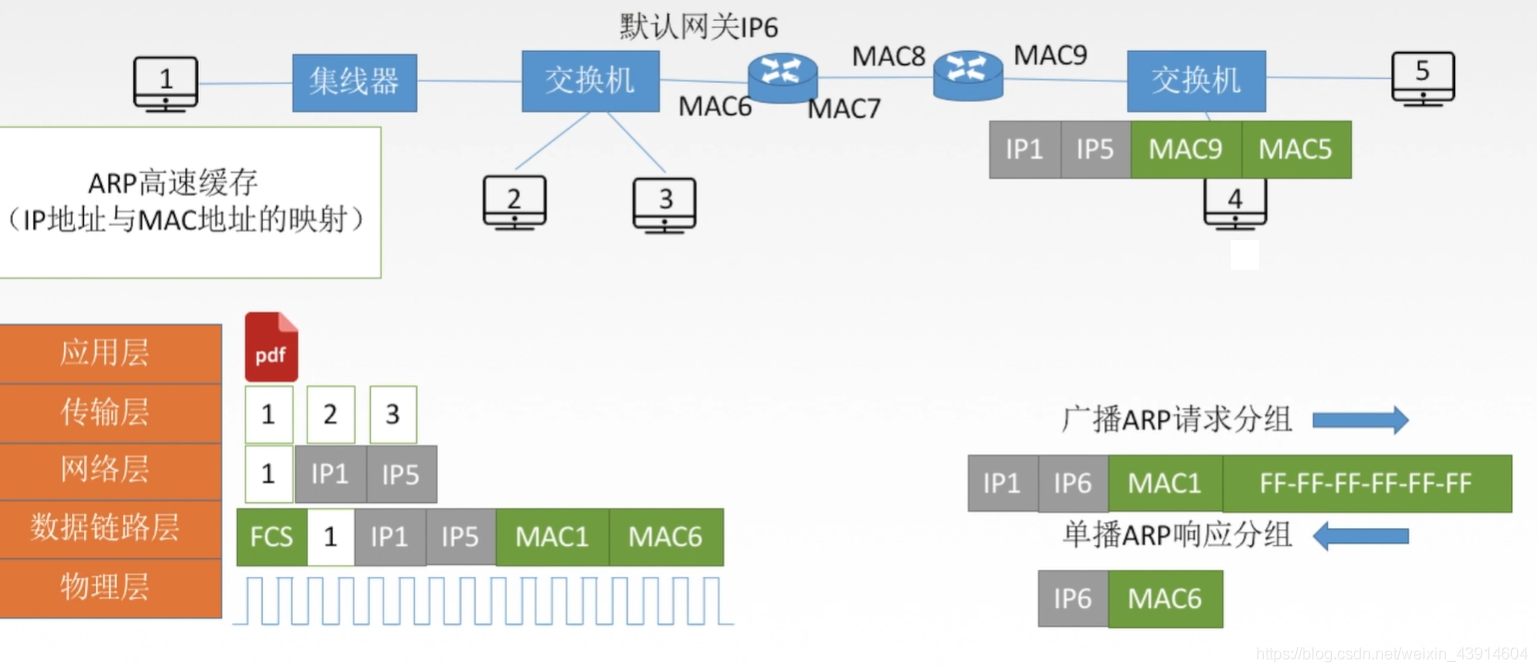 默认网关IP6
1
集线器
交换机
MAC6
MAC7
MAC8
MAC9
交换机
5
IP1 IP5 MAC9 MAC5
2
3
4
ARP高速缓存
（IP地址与MAC地址的映射）
应用层
pdf
传输层
1 2 3
网络层
1 IP1 IP5
数据链路层
FCS 1 IP1 IP5 MAC1 MAC6
物理层
广播ARP请求分组
IP1 IP6 MAC1 FF-FF-FF-FF-FF-FF
单播ARP响应分组
IP6 MAC6
https://blog.csdn.net/weixin_43914604